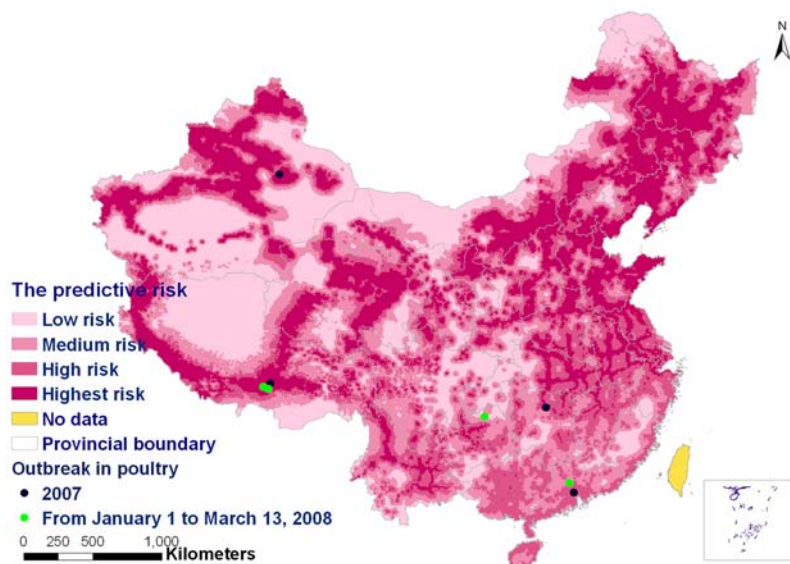 N
The predictive risk
Low risk
Medium risk
High risk
Highest risk
No data
Provincial boundary
Outbreak in poultry
2007
From January 1 to March 13, 2008
0 250 500 1,000
Kilometers